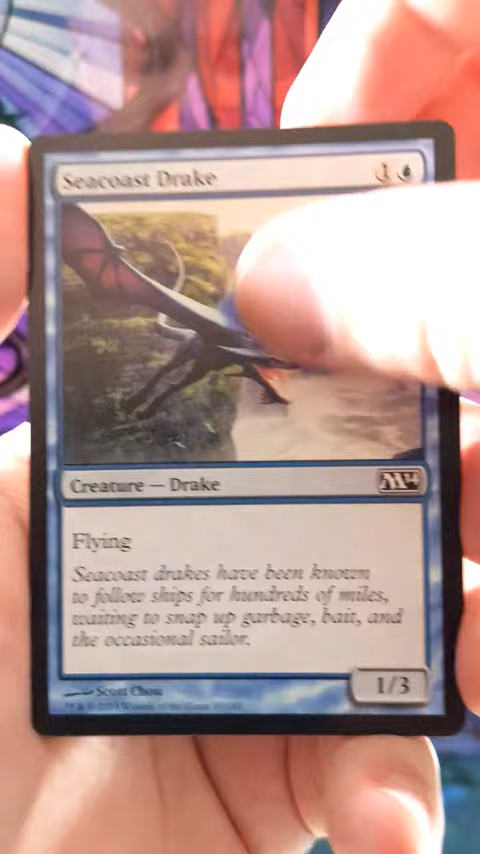 Seacoast Drake 1
Creature — Drake
M14
Flying
Seacoast drakes have been known
to follow ships for hundreds of miles,
waiting to snap up garbage, bait, and
the occasional sailor.
1/3
Scott Chou